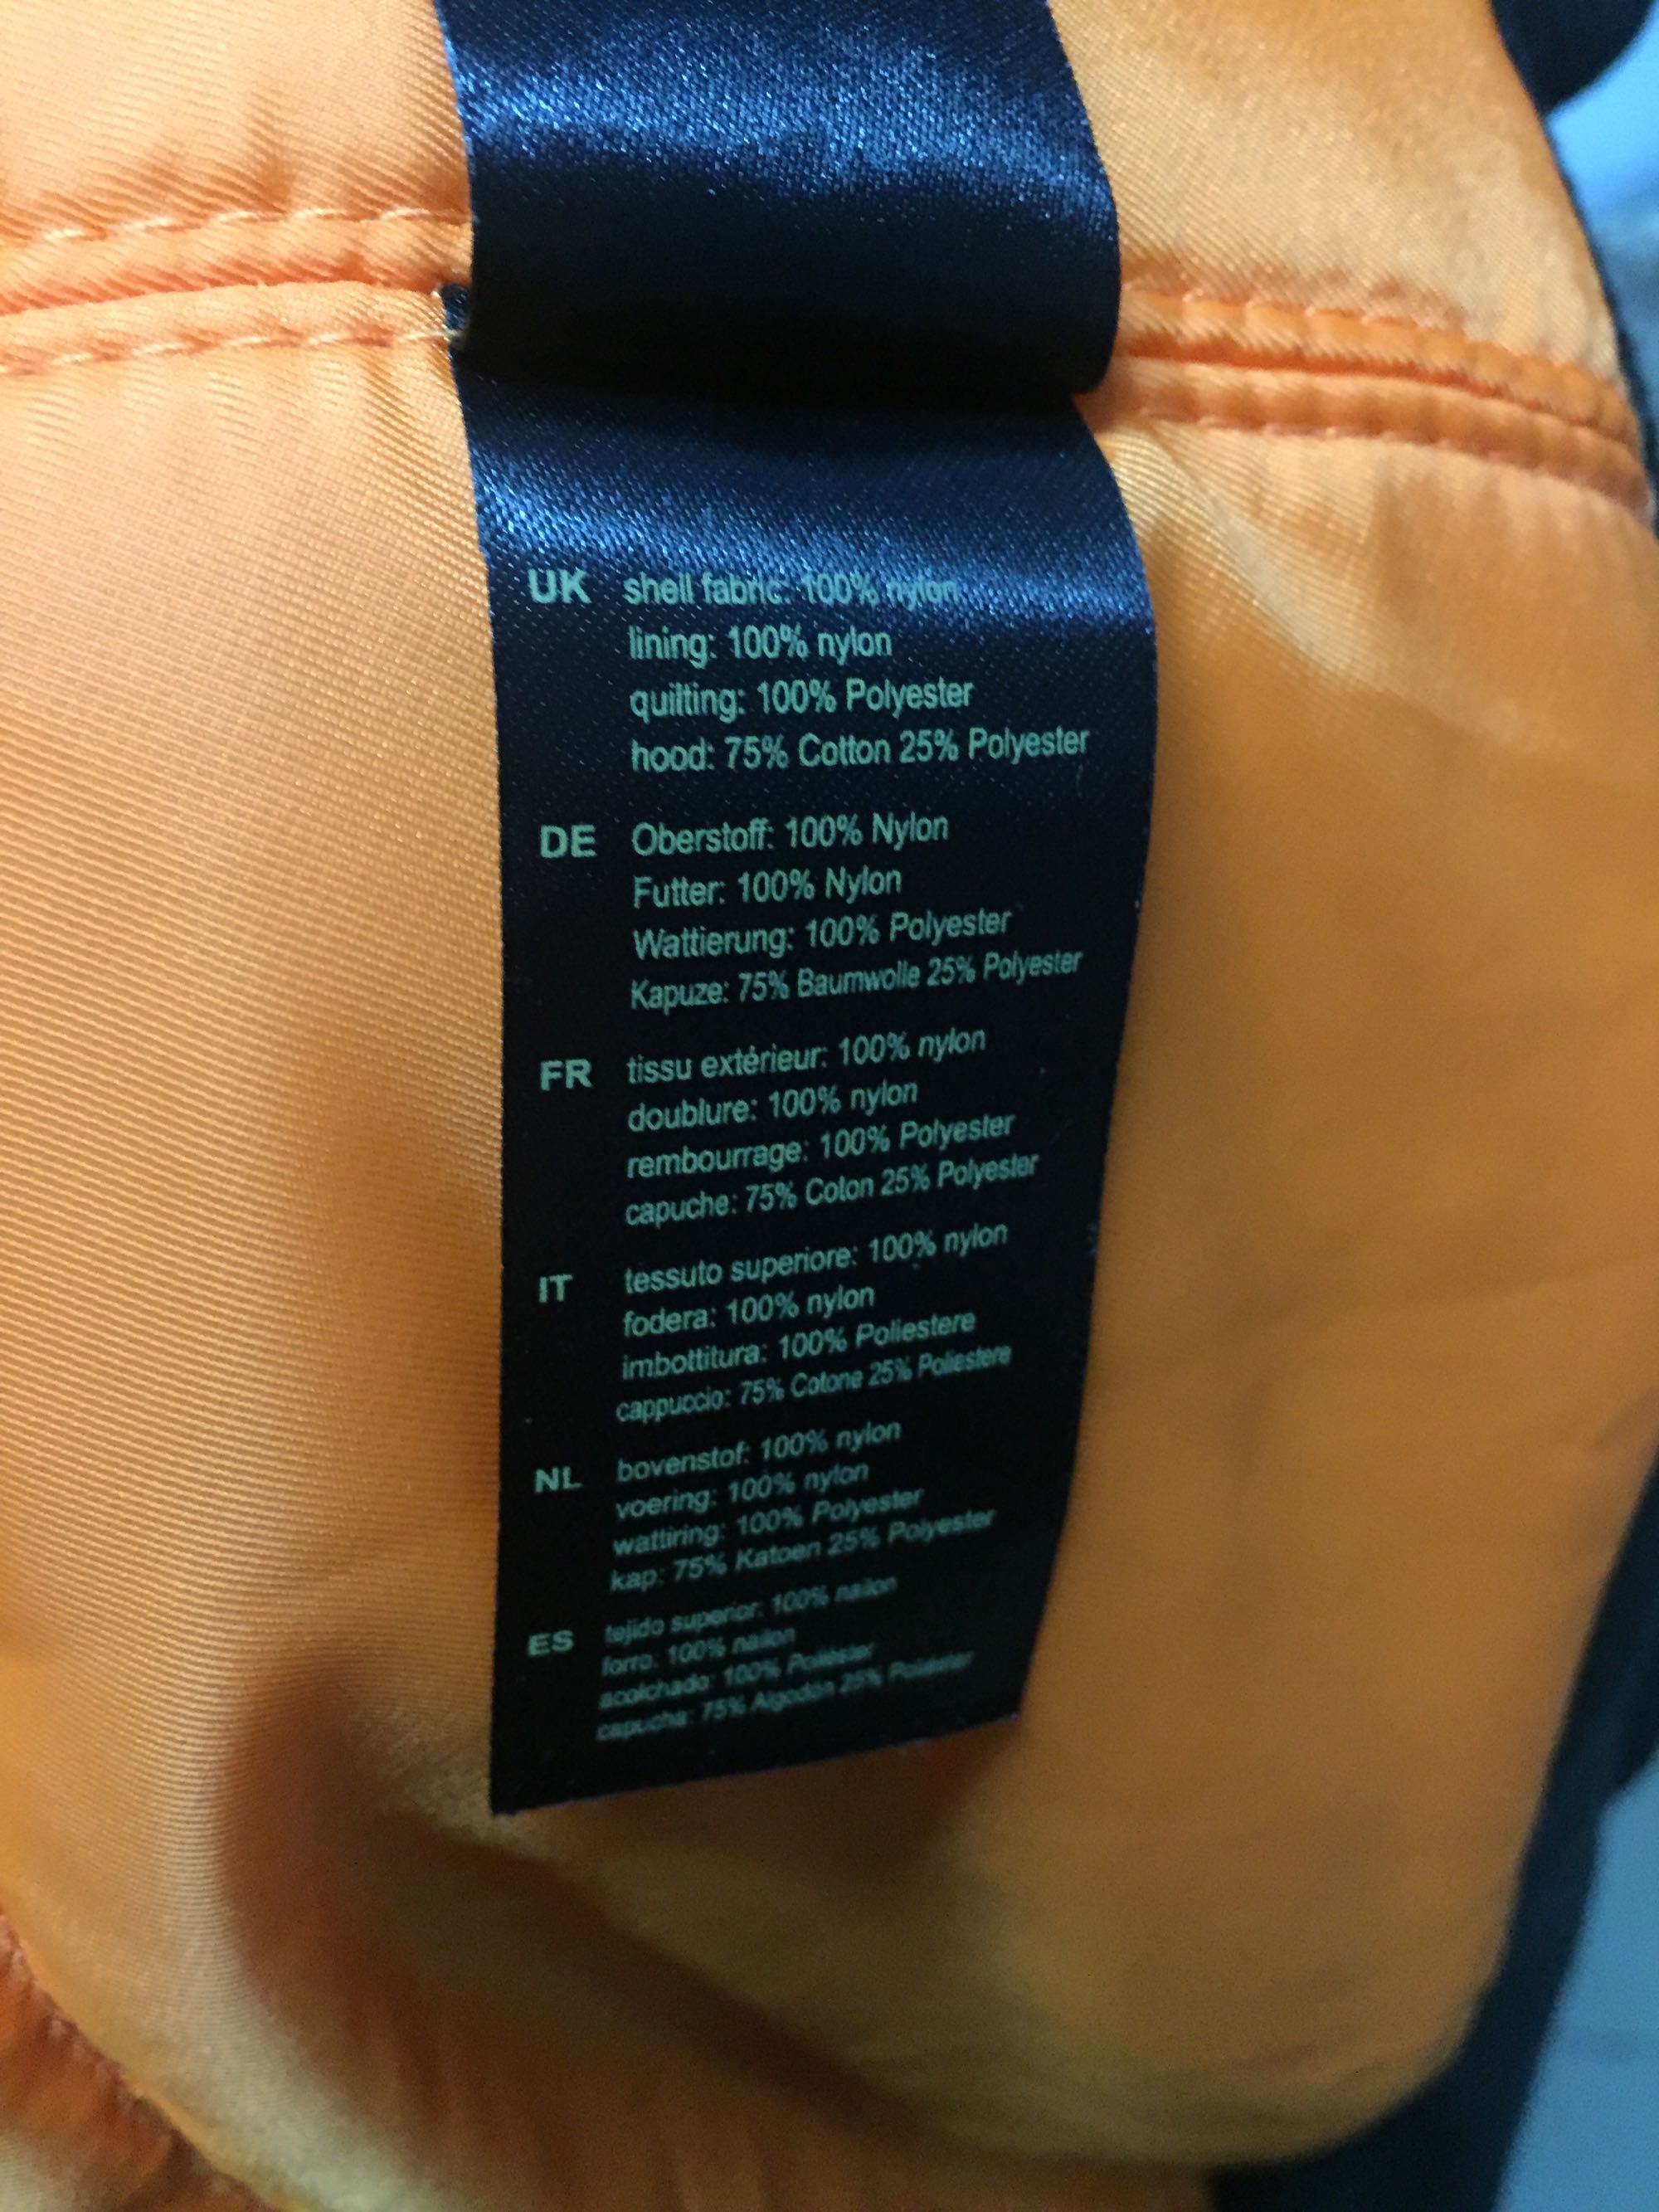 UK shell fabric: 100% nylon
lining: 100% nylon
quilting: 100% Polyester
hood: 75% Cotton 25% Polyester
DE Oberstoff: 100% Nylon
Futter: 100% Nylon
Wattierung: 100% Polyester
Kapuze: 75% Baumwolle 25% Polyester
FR tissu extérieur: 100% nylon
doublure: 100% nylon
rembourrage: 100% Polyester
capuche: 75% Coton 25% Polyester
IT tessuto superiore: 100% nylon
fodera: 100% nylon
imbottitura: 100% Poliestere
cappuccio: 75% Cotone 25% Poliestere
NL bovenstof: 100% nylon
voering: 100% nylon
wattiring: 100% Polyester
kap: 75% Katoen 25% Polyester
ES tejido superior: 100% nailon
forro: 100% nailon
acolchado: 100% Poliéster
capucha: 75% Algodón 25% Poliéster